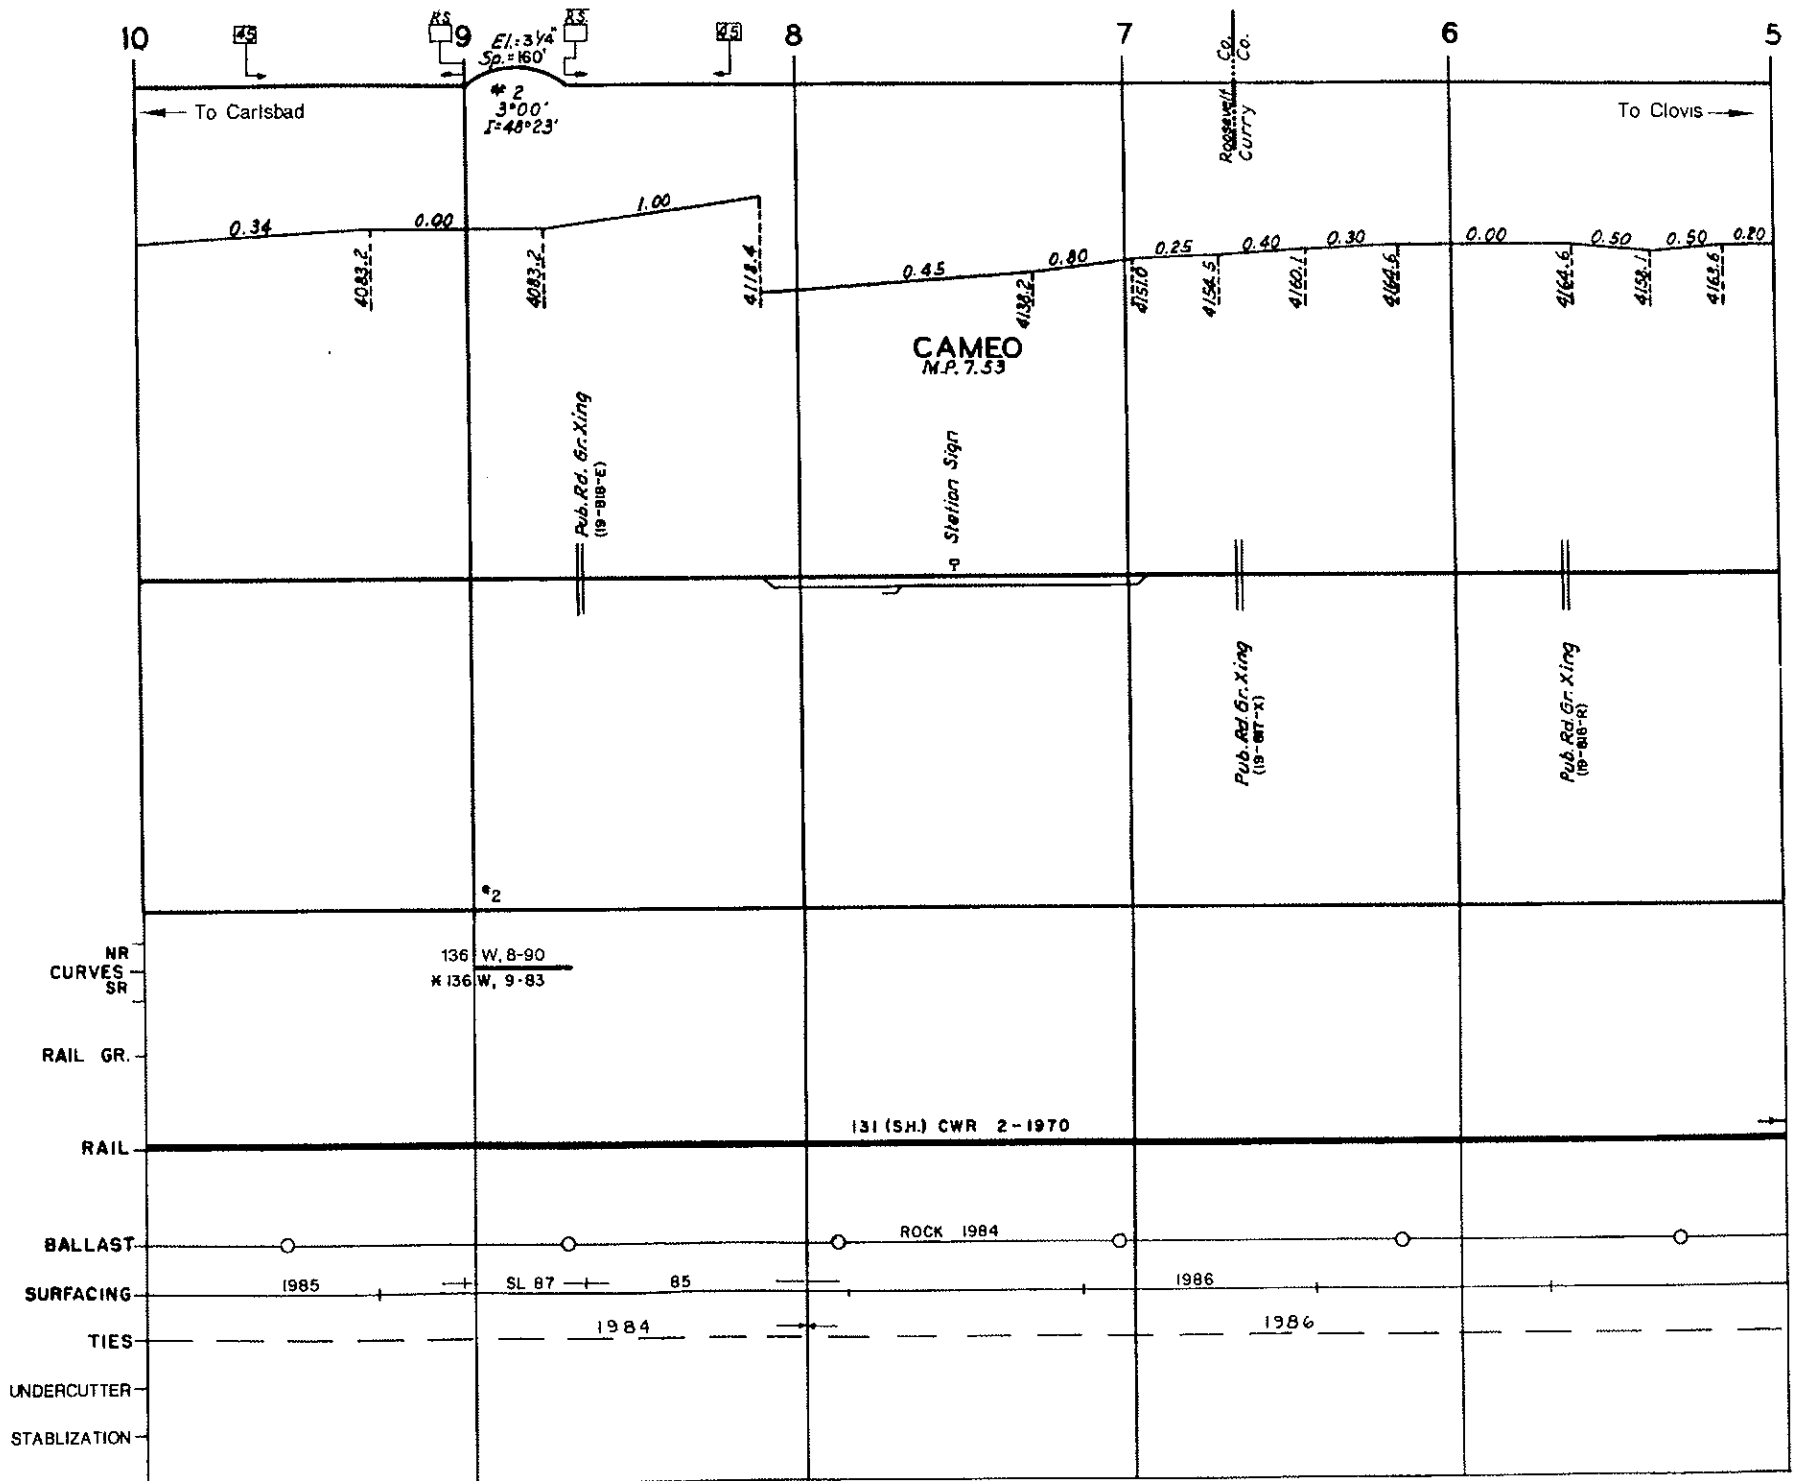 10 9 8 7 6 5
45 RS RS 45
El.=3 1/4"
Sp.=160'
#2
3°00'
I=48°23'
Roosevelt Co.
Curry Co.
To Carlsbad
To Clovis
0.34 0.00 1.00 0.45 0.80 0.25 0.40 0.30 0.00 0.50 0.50 0.20
4083.2 4083.2 4118.4 4138.2 4151.0 4154.5 4160.1 4164.6 4164.6 4158.1 4163.6
CAMEO
M.P. 7.53
Pub. Rd. Gr. Xing
(19-818-E)
Station Sign
Pub. Rd. Gr. Xing
(19-817-X)
Pub. Rd. Gr. Xing
(19-816-R)
#2
NR
CURVES
SR
136 W, 8-90
* 136 W, 9-83
RAIL GR.
131 (S.H.) CWR 2-1970
RAIL
ROCK 1984
BALLAST
1985 SL 87 85 1986
SURFACING
1984 1986
TIES
UNDERCUTTER
STABLIZATION